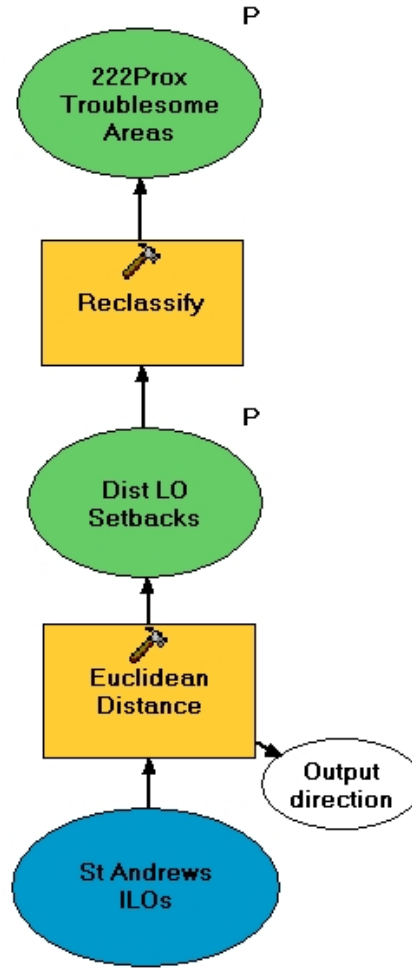 P
222Prox
Troublesome
Areas
Reclassify
P
Dist LO
Setbacks
Euclidean
Distance
Output
direction
St Andrews
ILOs